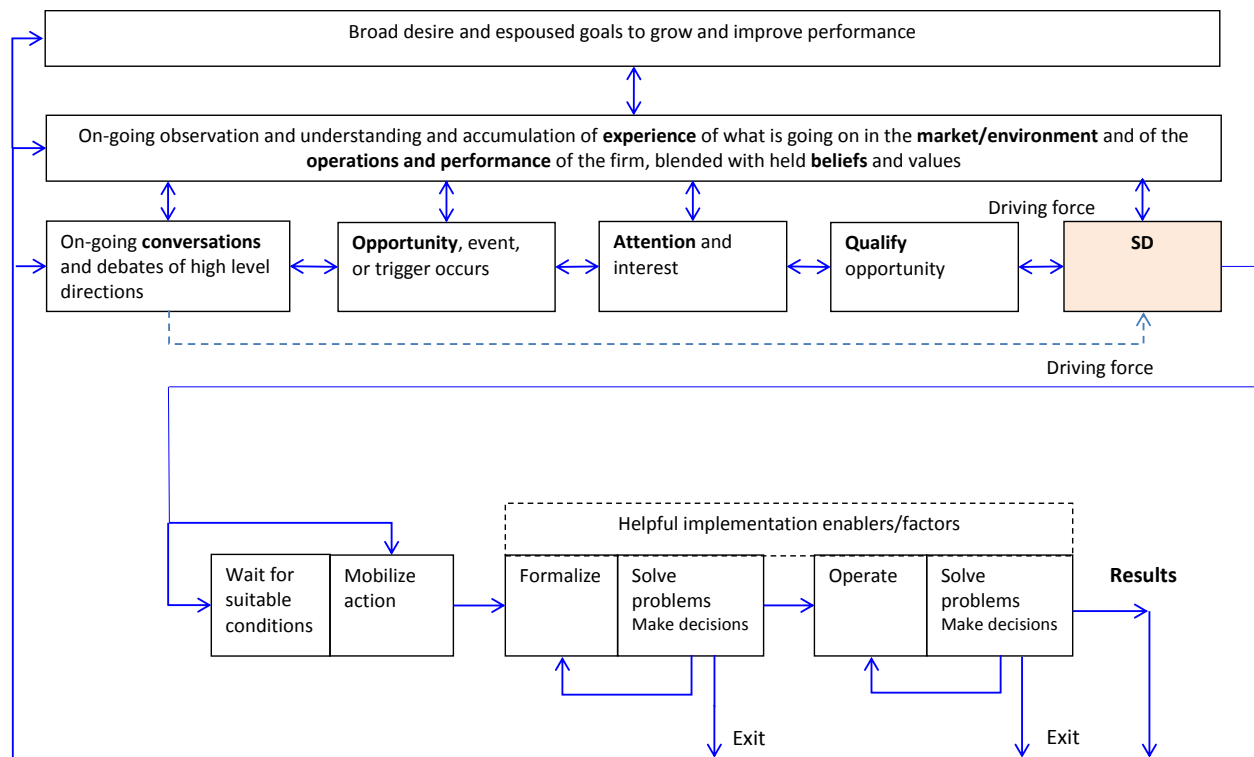 Broad desire and espoused goals to grow and improve performance
On-going observation and understanding and accumulation of experience of what is going on in the market/environment and of the
operations and performance of the firm, blended with held beliefs and values
Driving force
On-going conversations
and debates of high level
directions
Opportunity, event,
or trigger occurs
Attention and
interest
Qualify
opportunity
SD
Driving force
Helpful implementation enablers/factors
Wait for
suitable
conditions
Mobilize
action
Formalize
Solve
problems
Make decisions
Operate
Solve
problems
Make decisions
Results
Exit
Exit